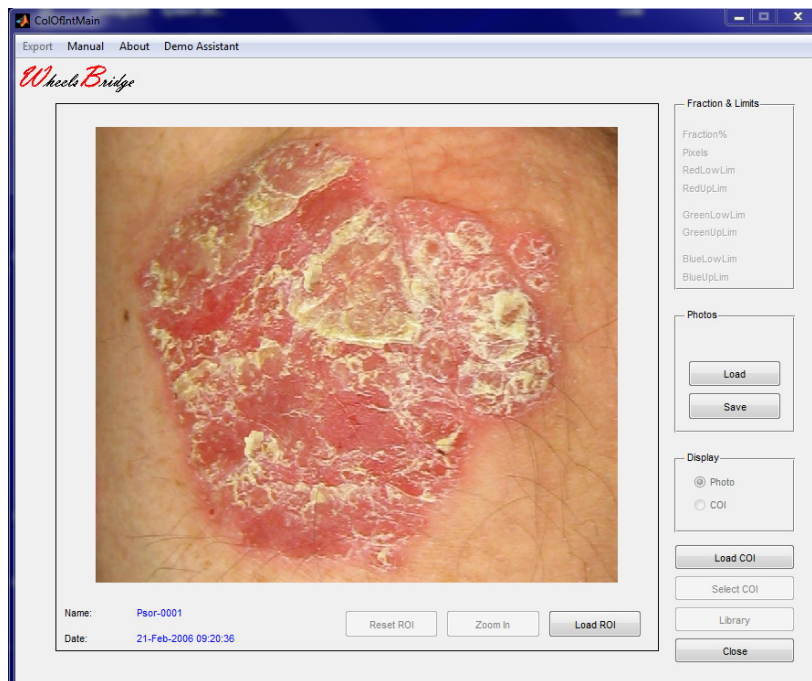 ColOfIntMain
Export Manual About Demo Assistant
WheelsBridge
Fraction & Limits
Fraction%
Pixels
RedLowLim
RedUpLim
GreenLowLim
GreenUpLim
BlueLowLim
BlueUpLim
Photos
Load
Save
Display
Photo
COI
Load COI
Select COI
Library
Close
Name: Psor-0001
Date: 21-Feb-2006 09:20:36
Reset ROI Zoom In Load ROI